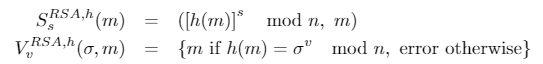 S_s^{RSA,h}(m) = ([h(m)]^s mod n, m)
V_v^{RSA,h}(σ, m) = {m if h(m) = σ^v mod n, error otherwise}